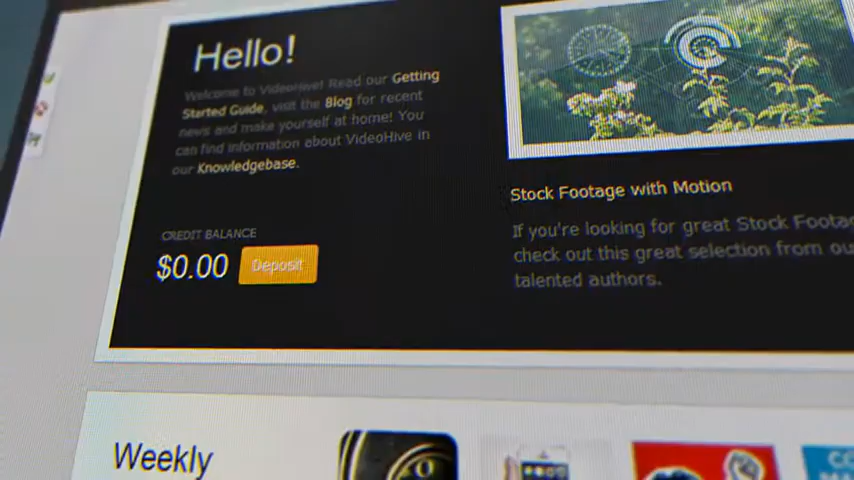 Hello!
Welcome to VideoHive! Read our Getting
Started Guide, visit the Blog for recent
news and make yourself at home! You
can find information about VideoHive in
our Knowledgebase.
CREDIT BALANCE
$0.00 Deposit
Stock Footage with Motion
If you're looking for great Stock Footag
check out this great selection from ou
talented authors.
Weekly